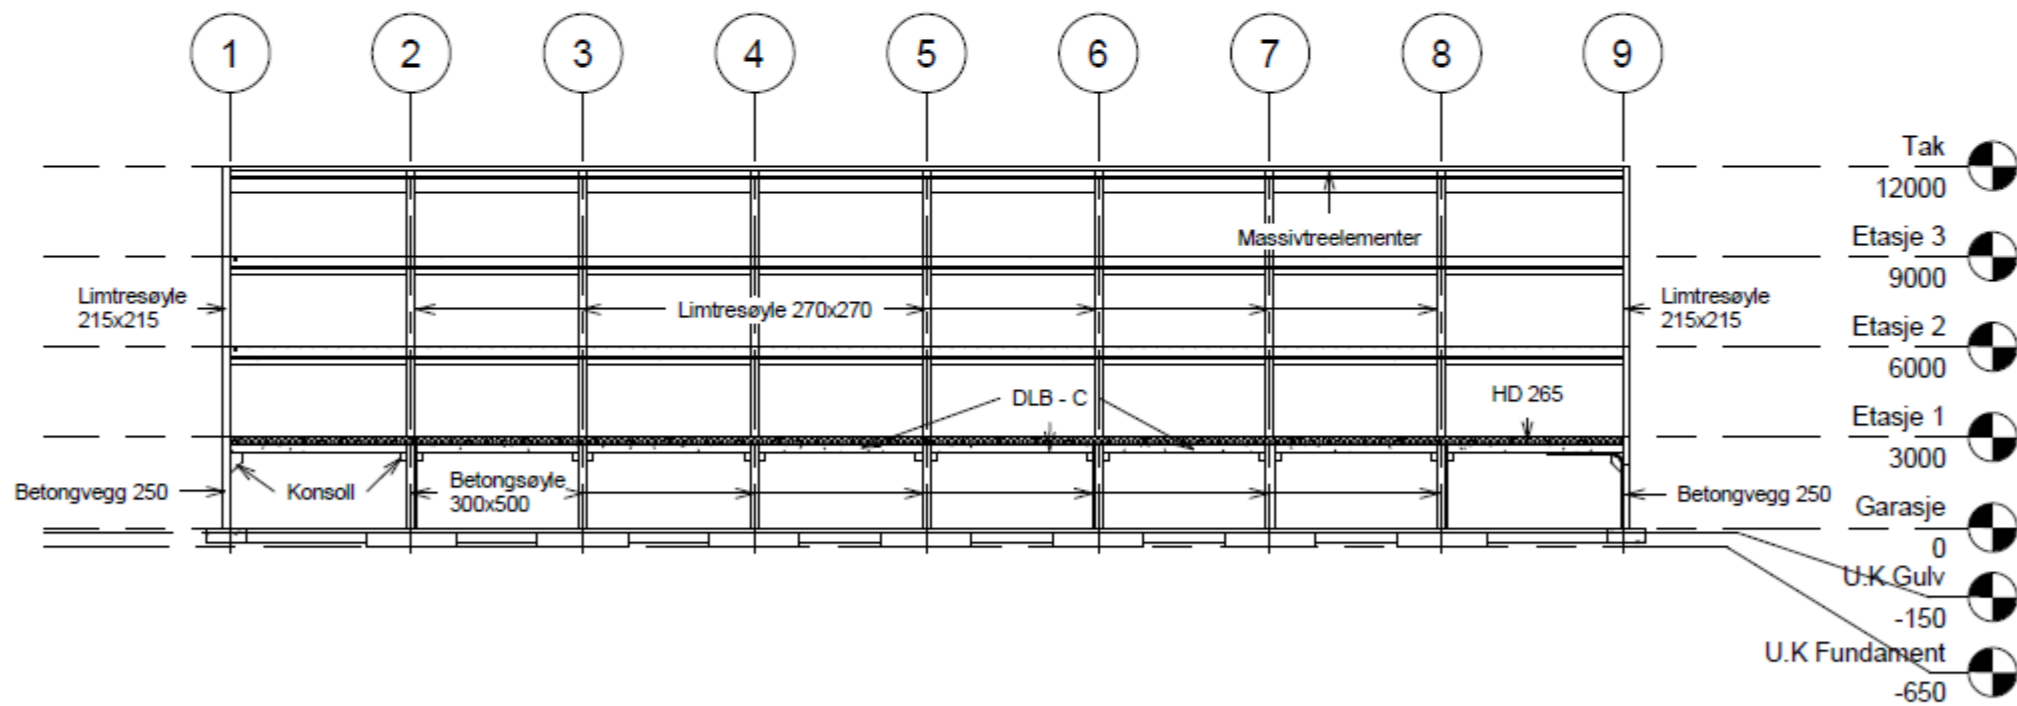 1 2 3 4 5 6 7 8 9
Tak
12000
Massivtreelementer
Etasje 3
9000
Limtresøyle
215x215
Limtresøyle 270x270
Limtresøyle
215x215
Etasje 2
6000
DLB - C
HD 265
Etasje 1
3000
Betongvegg 250
Konsoll
Betongsøyle
300x500
Betongvegg 250
Garasje
0
U.K Gulv
-150
U.K Fundament
-650